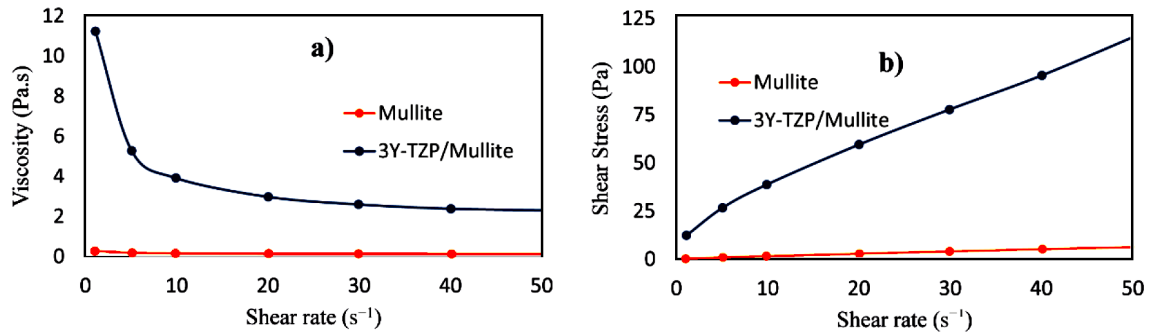 a)
Viscosity (Pa.s)
12
10
8
6
4
2
0
Mullite
3Y-TZP/Mullite
0 10 20 30 40 50
Shear rate (s⁻¹)
b)
Shear Stress (Pa)
125
100
75
50
25
0
Mullite
3Y-TZP/Mullite
0 10 20 30 40 50
Shear rate (s⁻¹)